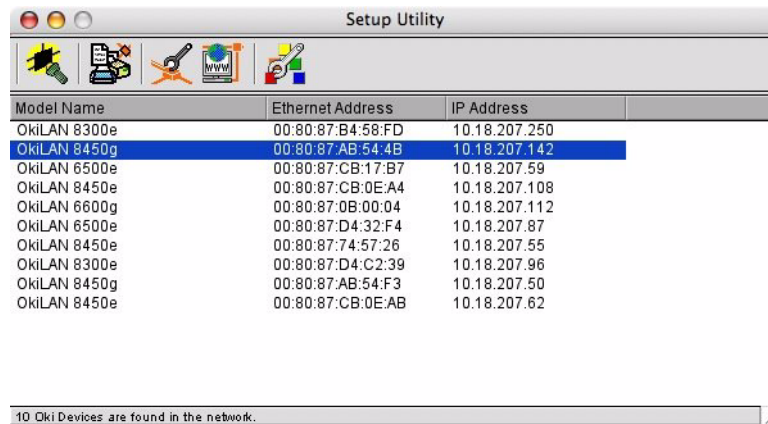 Setup Utility
WWW
Model Name Ethernet Address IP Address
OkiLAN 8300e 00:80:87:B4:58:FD 10.18.207.250
OkiLAN 8450g 00:80:87:AB:54:4B 10.18.207.142
OkiLAN 6500e 00:80:87:CB:17:B7 10.18.207.59
OkiLAN 8450e 00:80:87:CB:0E:A4 10.18.207.108
OkiLAN 6600g 00:80:87:0B:00:04 10.18.207.112
OkiLAN 6500e 00:80:87:D4:32:F4 10.18.207.87
OkiLAN 8450e 00:80:87:74:57:26 10.18.207.55
OkiLAN 8300e 00:80:87:D4:C2:39 10.18.207.96
OkiLAN 8450g 00:80:87:AB:54:F3 10.18.207.50
OkiLAN 8450e 00:80:87:CB:0E:AB 10.18.207.62
10 Oki Devices are found in the network.